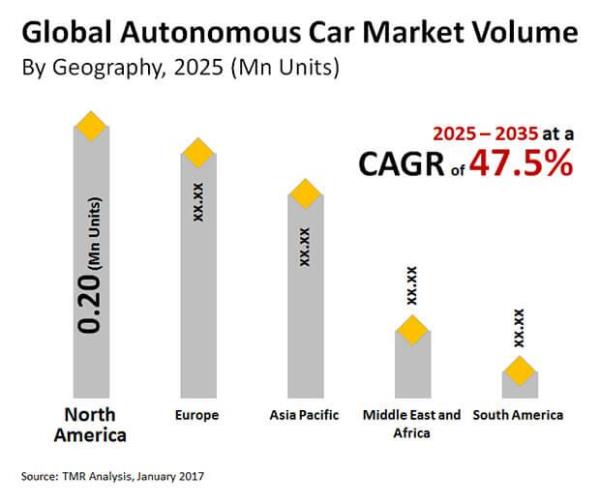 Global Autonomous Car Market Volume
By Geography, 2025 (Mn Units)
2025 – 2035 at a
CAGR of 47.5%
0.20 (Mn Units)
xx.xx
xx.xx
xx.xx
xx.xx
North
America
Europe
Asia Pacific
Middle East and
Africa
South America
Source: TMR Analysis, January 2017